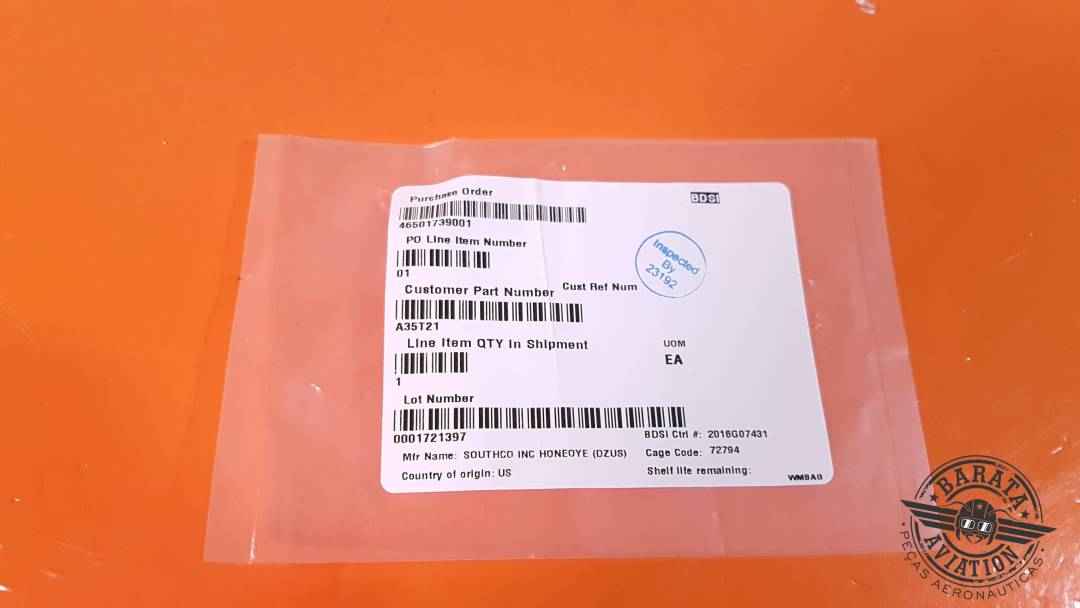 Purchase Order
BDSI
46501739001
PO Line Item Number
01
Inspected
By
23192
Customer Part Number
Cust Ref Num
A35T21
Line Item QTY in Shipment
UOM
EA
1
Lot Number
0001721397
BDSI Ctrl #: 2016G07431
Mfr Name: SOUTHCO INC HONEOYE (DZUS)
Cage Code: 72794
Country of origin: US
Shelf life remaining:
WMBAD
BARATA
AVIATION
PEÇAS AERONÁUTICAS